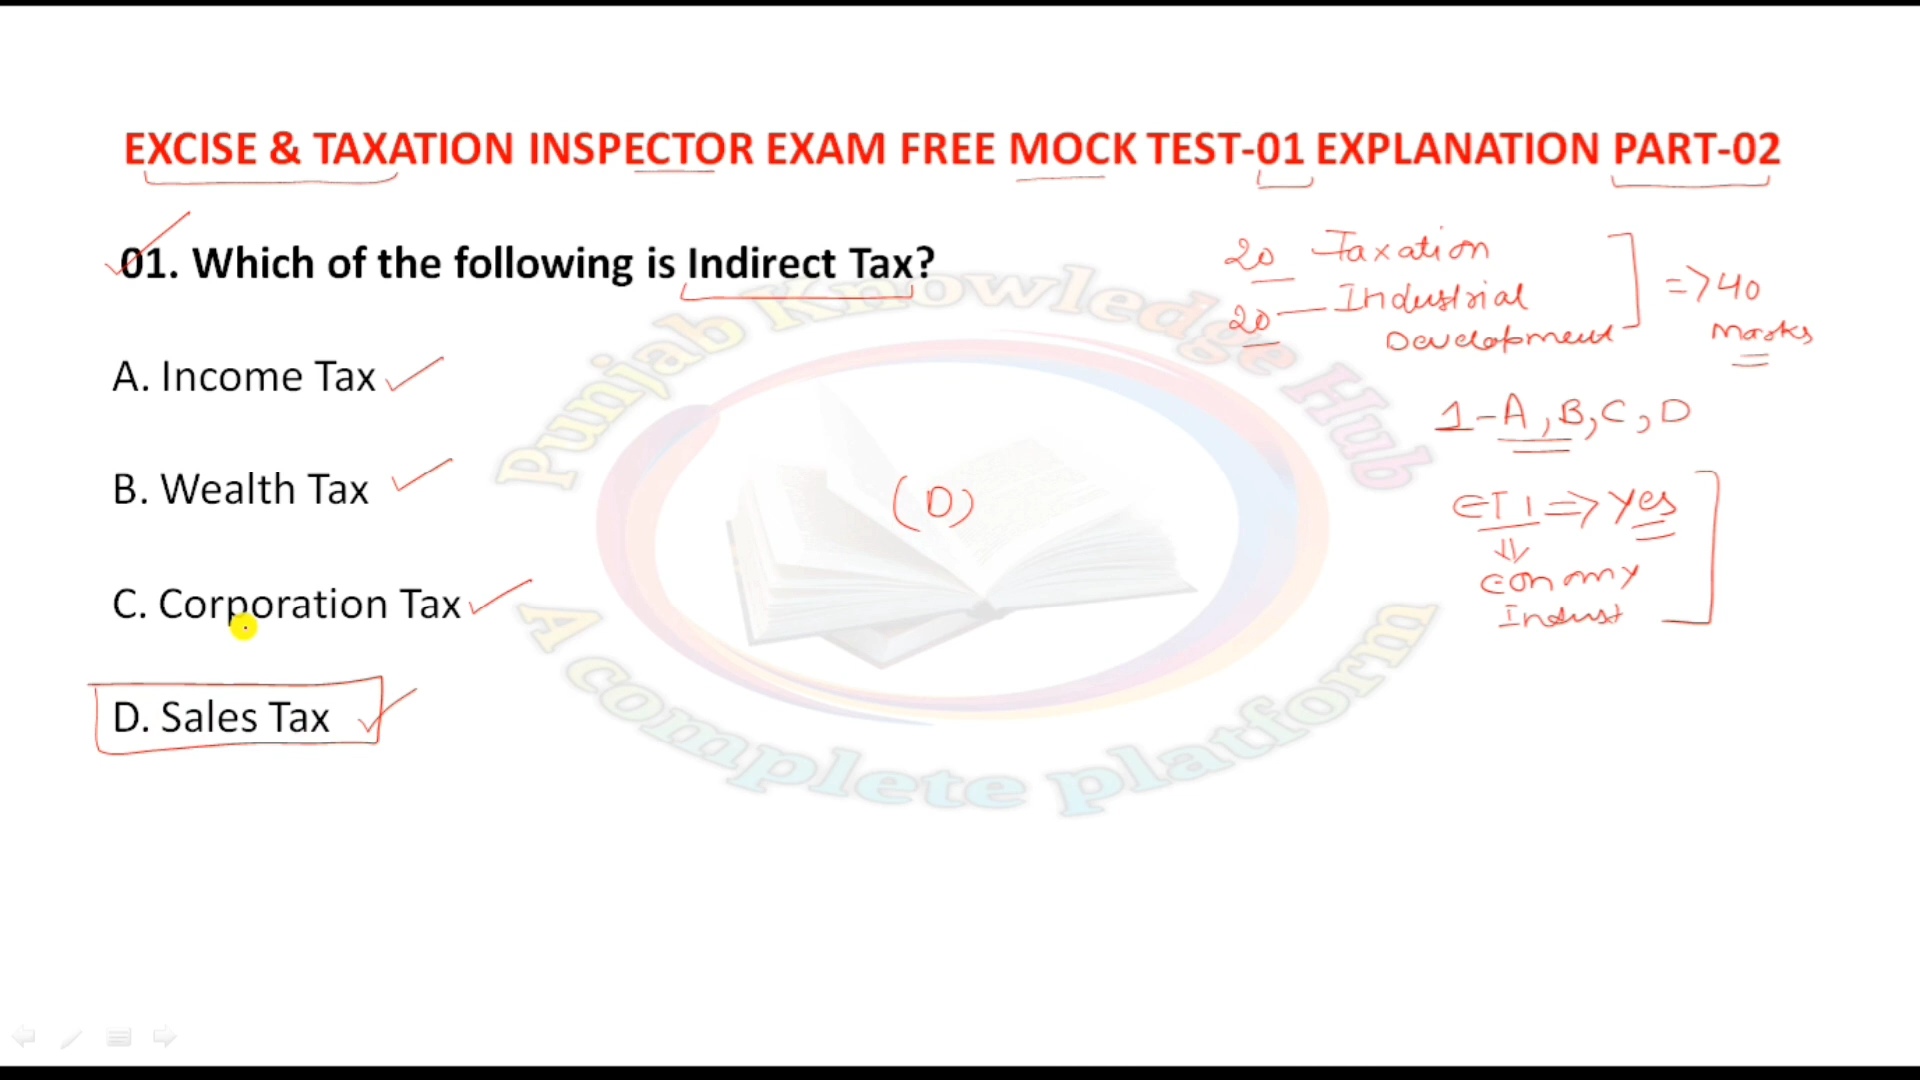 EXCISE & TAXATION INSPECTOR EXAM FREE MOCK TEST-01 EXPLANATION PART-02
01. Which of the following is Indirect Tax?
A. Income Tax
B. Wealth Tax
C. Corporation Tax
D. Sales Tax
(D)
20 Taxation
20 Industrial
Development
=> 40
Marks
1-A, B, C, D
ETI => Yes
Indust
Punjab Knowledge Hub
A complete platform